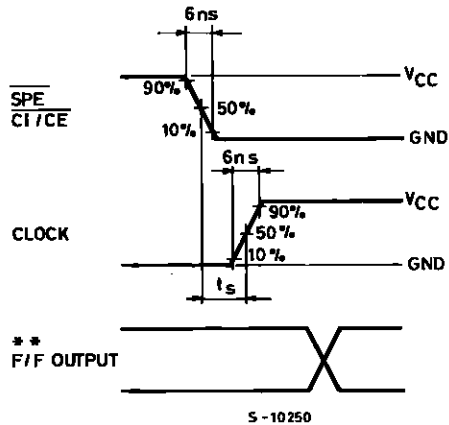 6ns
VCC
90%
SPE
50%
CI/CE
10%
GND
6ns
VCC
90%
CLOCK
50%
10%
GND
ts
**
F/F OUTPUT
S-10250